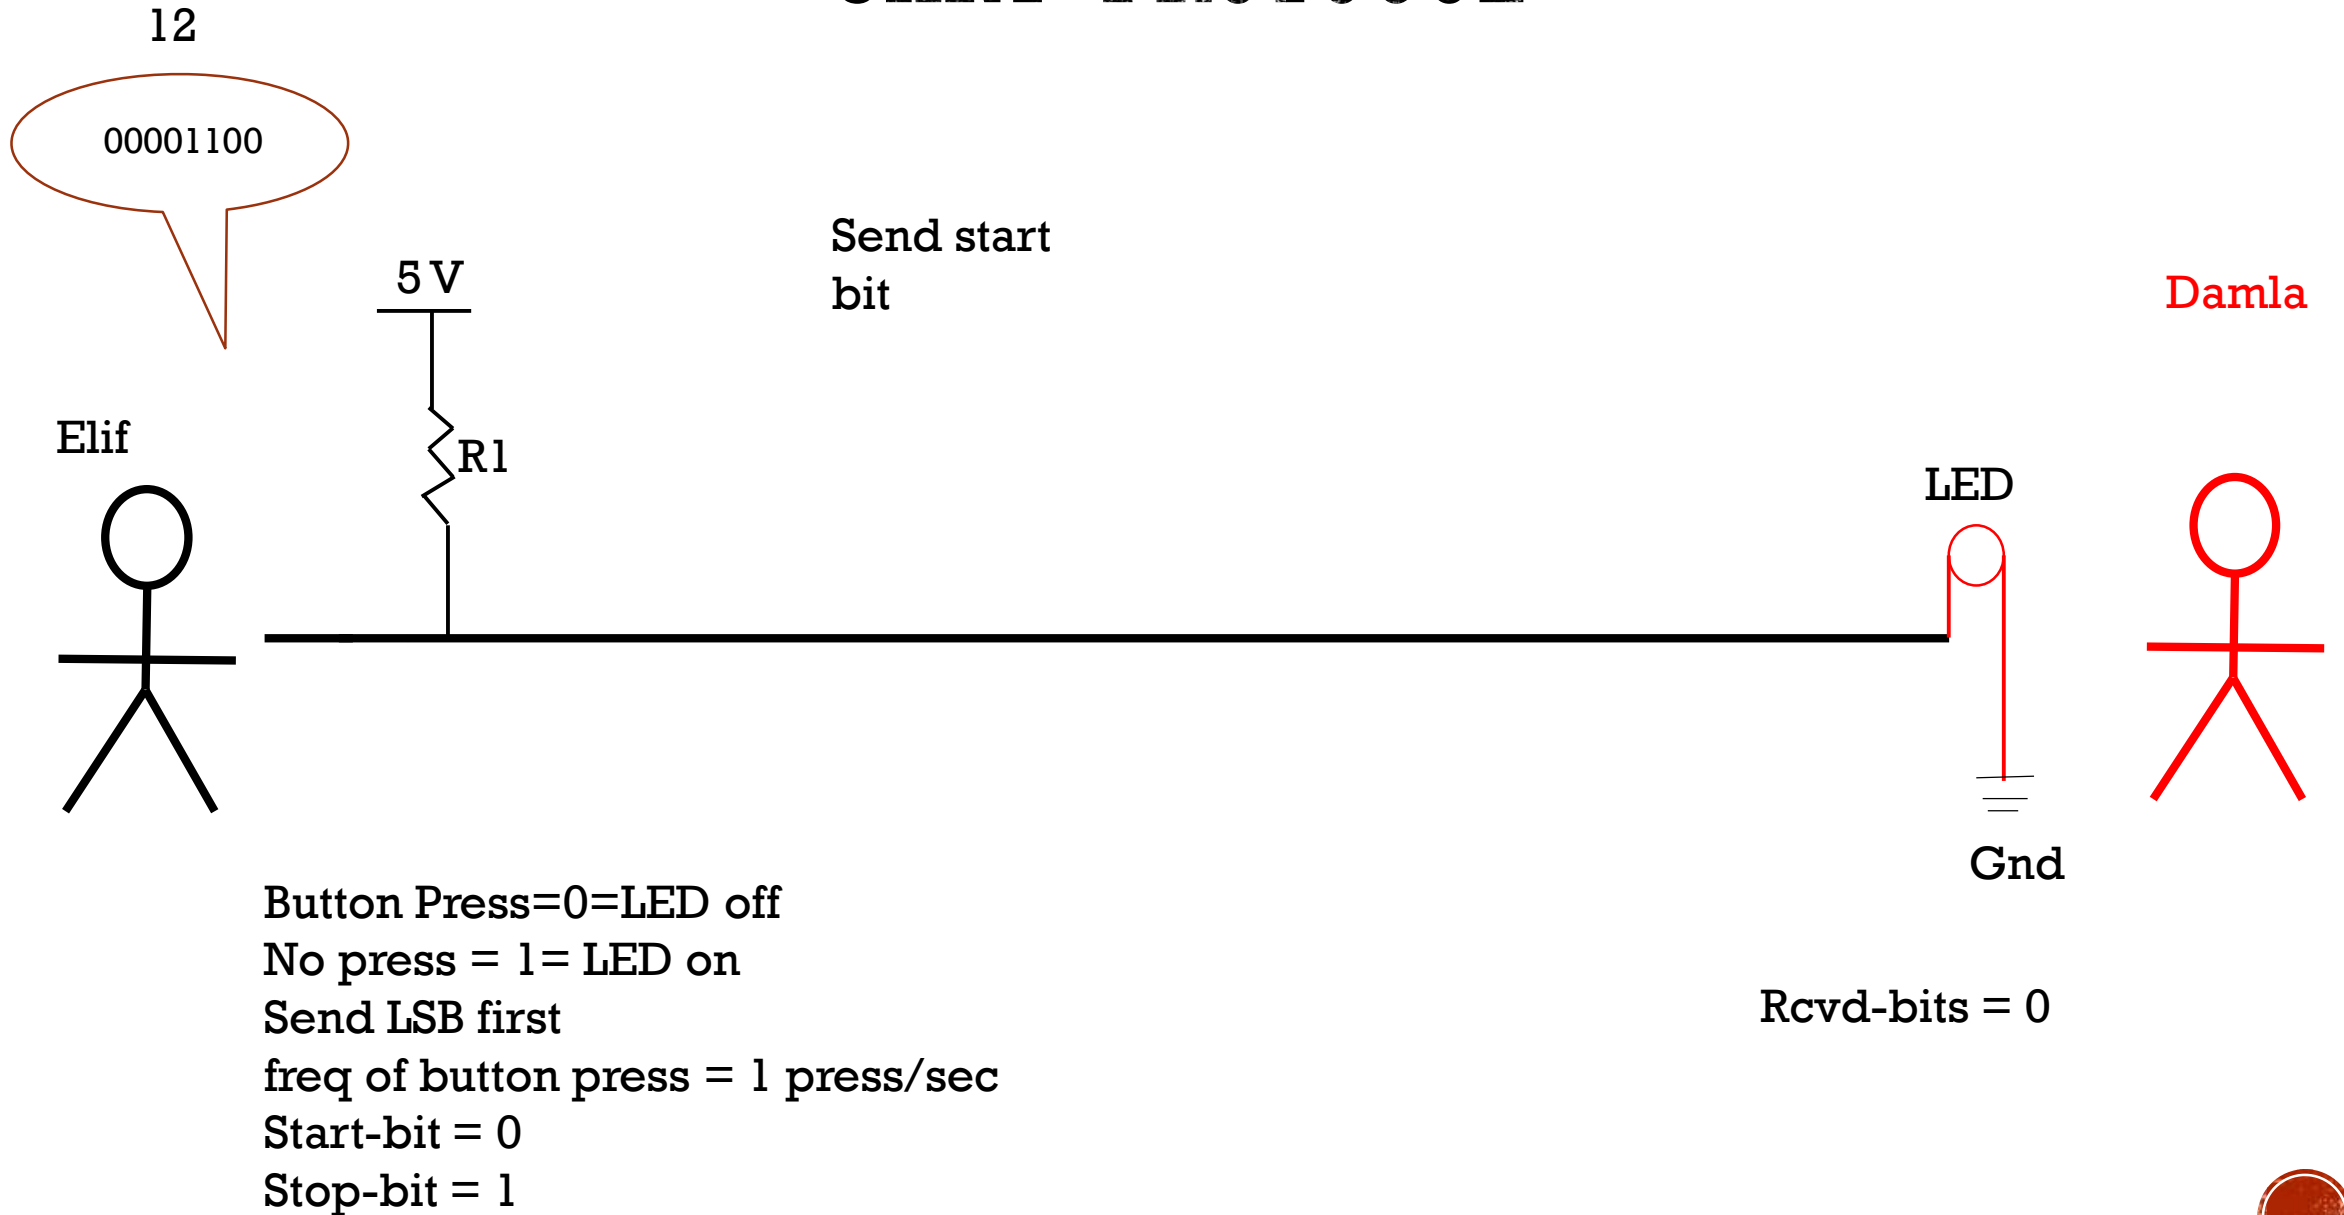 12
00001100
Send start
bit
5 V
Damla
Elif
R1
LED
Gnd
Button Press=0=LED off
No press = 1= LED on
Send LSB first
freq of button press = 1 press/sec
Start-bit = 0
Stop-bit = 1
Rcvd-bits = 0